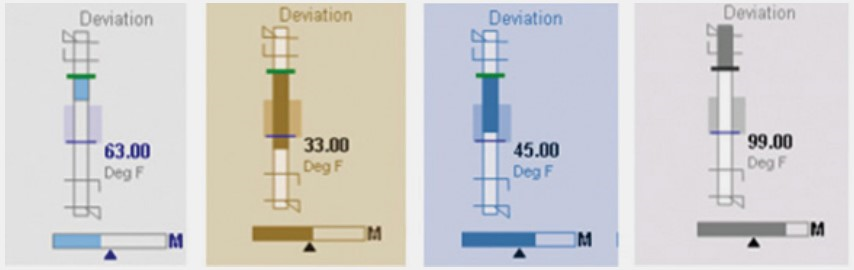 Deviation
63.00
Deg F
M
Deviation
33.00
Deg F
M
Deviation
45.00
Deg F
M
Deviation
99.00
Deg F
M